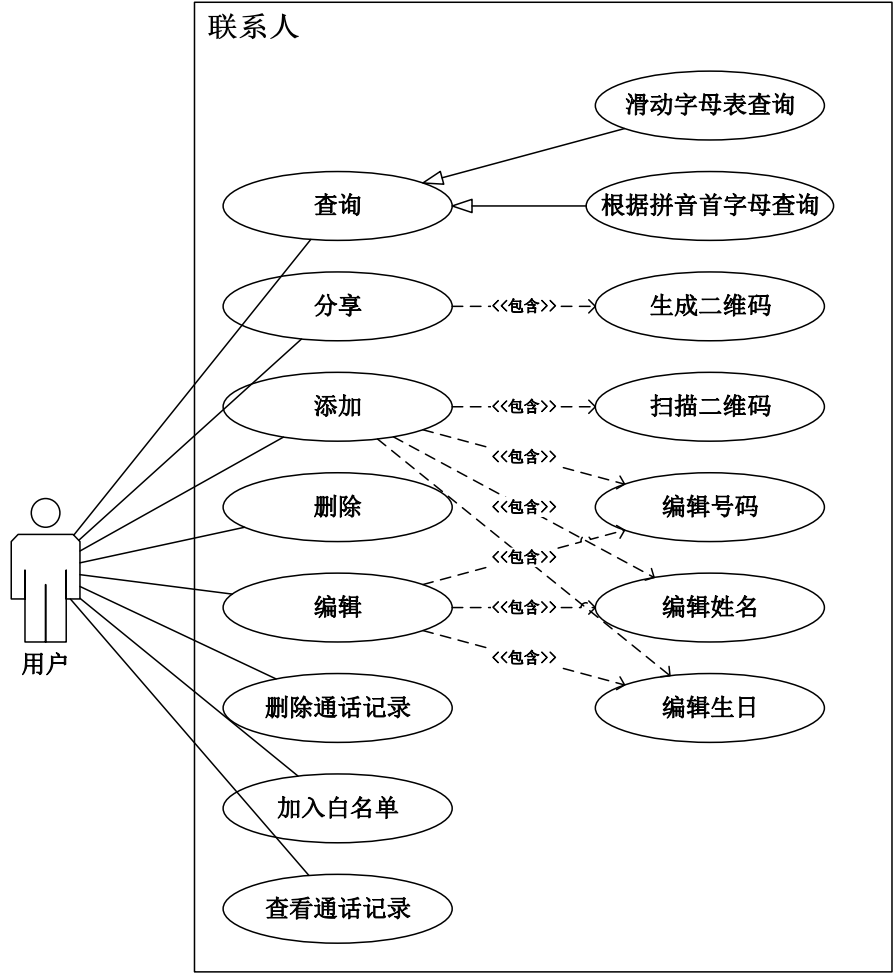 联系人
滑动字母表查询
查询
根据拼音首字母查询
分享
<<包含>>
生成二维码
添加
<<包含>>
扫描二维码
<<包含>>
删除
<<包含>>
编辑号码
<<包含>>
编辑
<<包含>>
编辑姓名
<<包含>>
用户
删除通话记录
编辑生日
加入白名单
查看通话记录